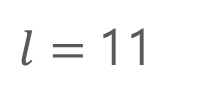 l = 11